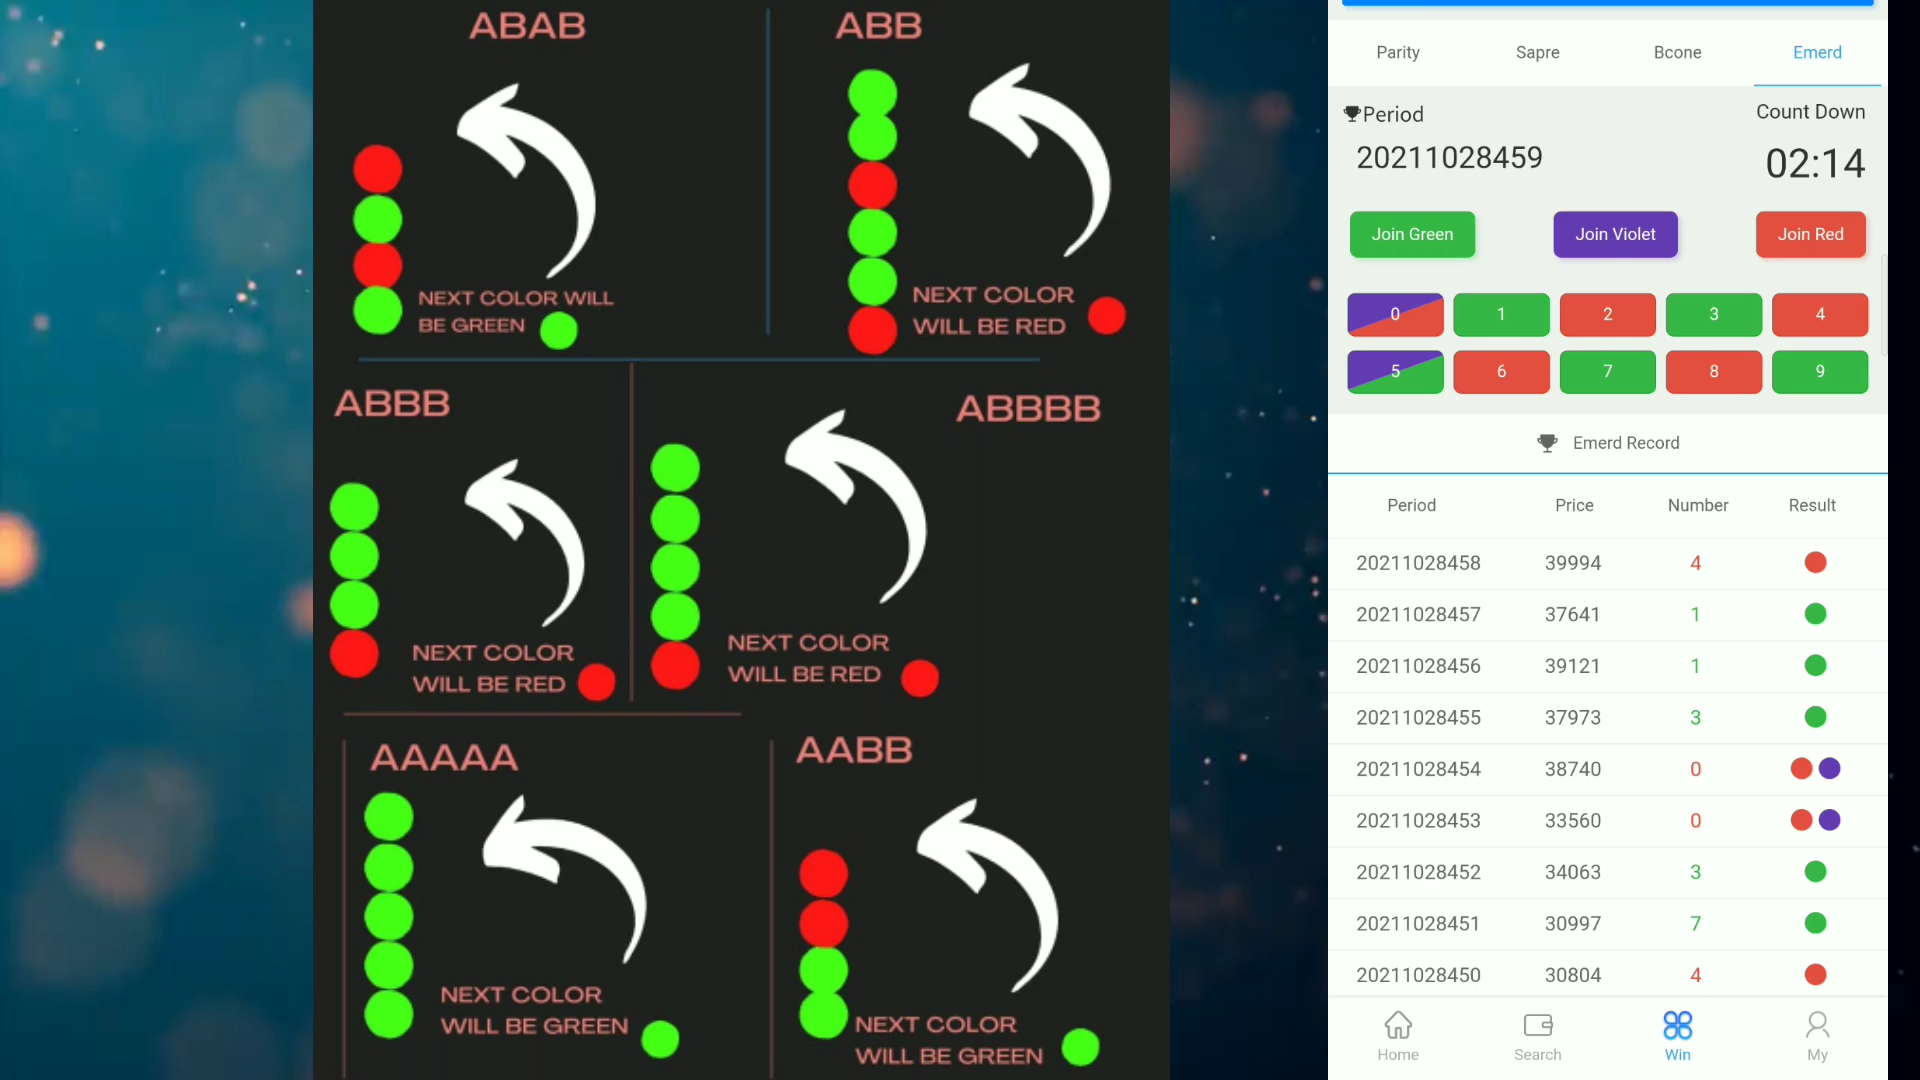 ABAB
NEXT COLOR WILL
BE GREEN
ABB
NEXT COLOR
WILL BE RED
ABBB
NEXT COLOR
WILL BE RED
ABBBB
NEXT COLOR
WILL BE RED
AAAAA
NEXT COLOR
WILL BE GREEN
AABB
NEXT COLOR
WILL BE GREEN
Parity Sapre Bcone Emerd
Period Count Down
20211028459 02:14
Join Green Join Violet Join Red
0 1 2 3 4
5 6 7 8 9
Emerd Record
Period Price Number Result
20211028458 39994 4
20211028457 37641 1
20211028456 39121 1
20211028455 37973 3
20211028454 38740 0
20211028453 33560 0
20211028452 34063 3
20211028451 30997 7
20211028450 30804 4
Home Search Win My